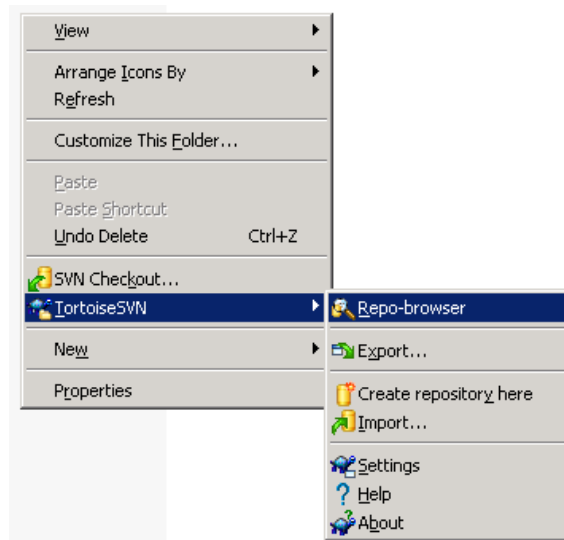 View
Arrange Icons By
Refresh
Customize This Folder...
Paste
Paste Shortcut
Undo Delete Ctrl+Z
SVN Checkout...
TortoiseSVN
Repo-browser
New
Export...
Properties
Create repository here
Import...
Settings
? Help
About